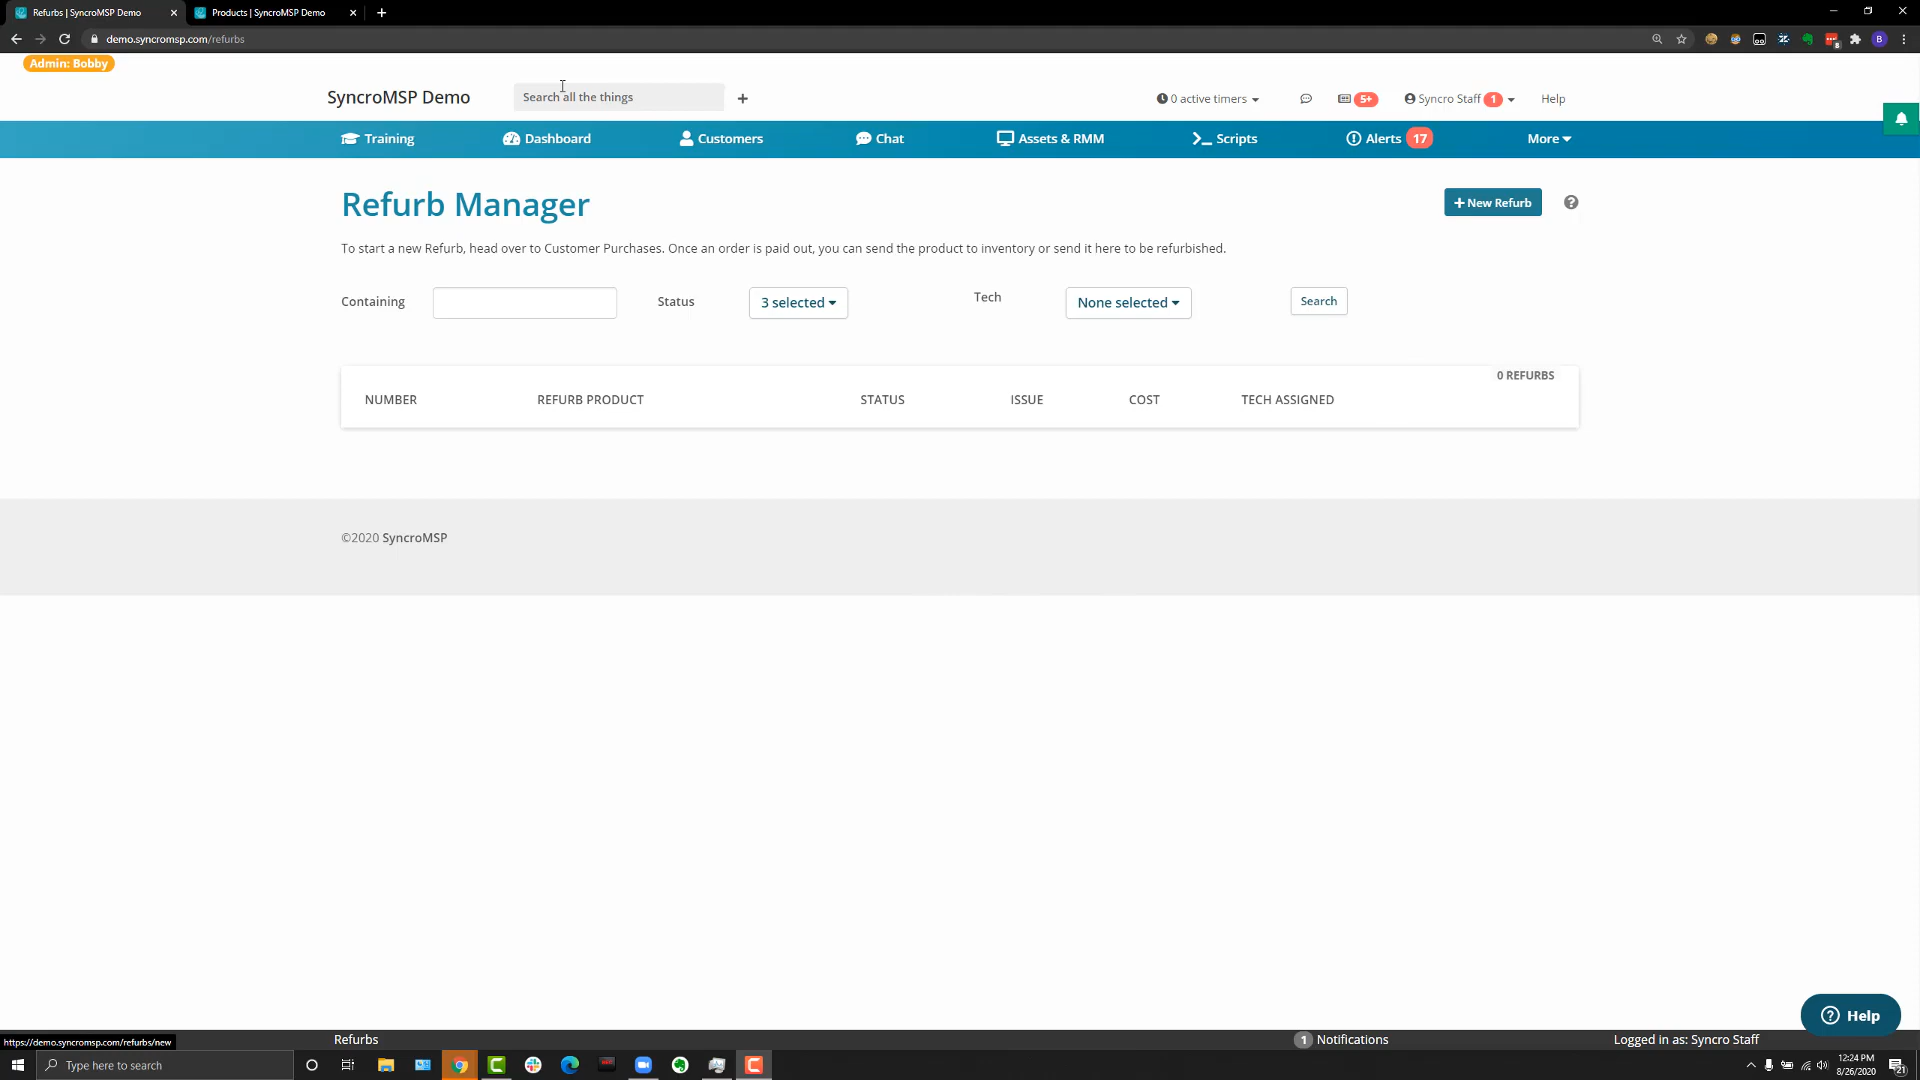 Refurbs | SyncroMSP Demo
Products | SyncroMSP Demo
demo.syncromsp.com/refurbs
Admin: Bobby
SyncroMSP Demo
Search all the things
0 active timers
5+
Syncro Staff 1
Help
Training
Dashboard
Customers
Chat
Assets & RMM
Scripts
Alerts 17
More
Refurb Manager
+ New Refurb
To start a new Refurb, head over to Customer Purchases. Once an order is paid out, you can send the product to inventory or send it here to be refurbished.
Containing
Status
3 selected
Tech
None selected
Search
0 REFURBS
NUMBER
REFURB PRODUCT
STATUS
ISSUE
COST
TECH ASSIGNED
©2020 SyncroMSP
Help
https://demo.syncromsp.com/refurbs/new
Refurbs
1 Notifications
Logged in as: Syncro Staff
Type here to search
12:24 PM
8/26/2020
21